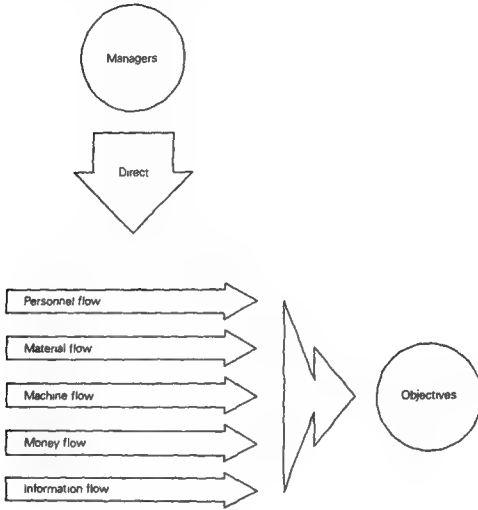 Managers
Direct
Personnel flow
Material flow
Machine flow
Money flow
Information flow
Objectives